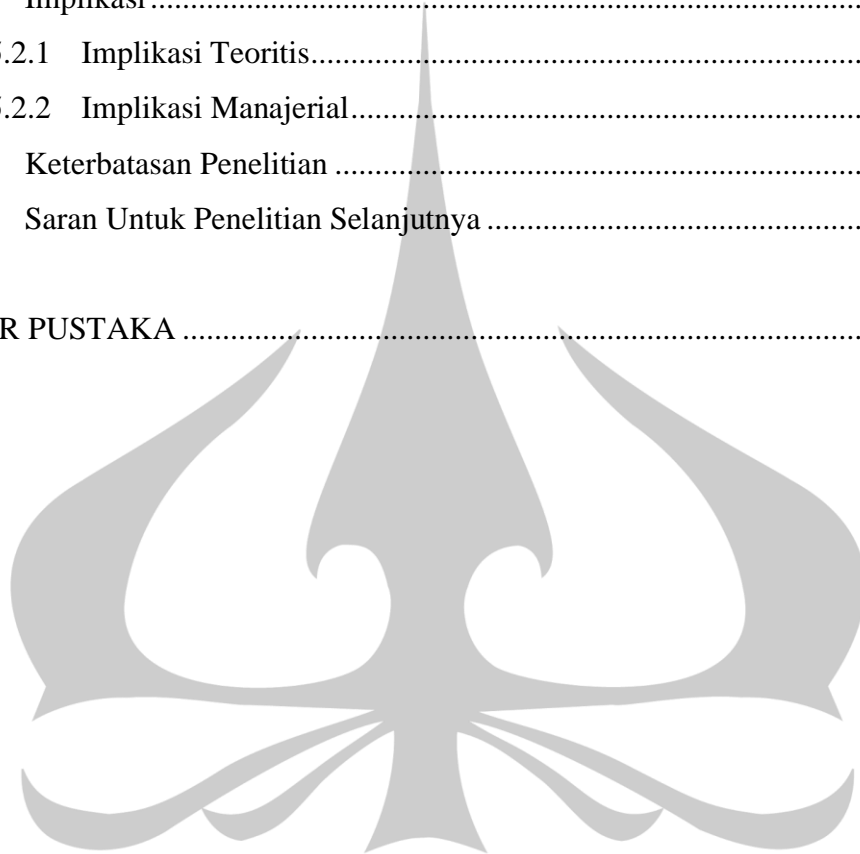 Implikasi................................................................................
5.2.1 Implikasi Teoritis.....................................................................
5.2.2 Implikasi Manajerial................................................................
Keterbatasan Penelitian ..................................................................
Saran Untuk Penelitian Selanjutnya ...............................................
R PUSTAKA ....................................................................................